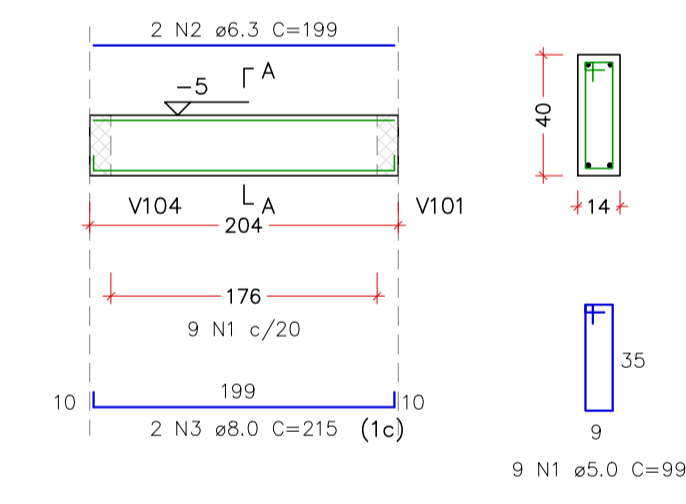 2 N2 ø6.3 C=199
A
−5
40
A
V104
V101
204
14
176
9 N1 c/20
35
199
10
10
2 N3 ø8.0 C=215 (1c)
9
9 N1 ø5.0 C=99